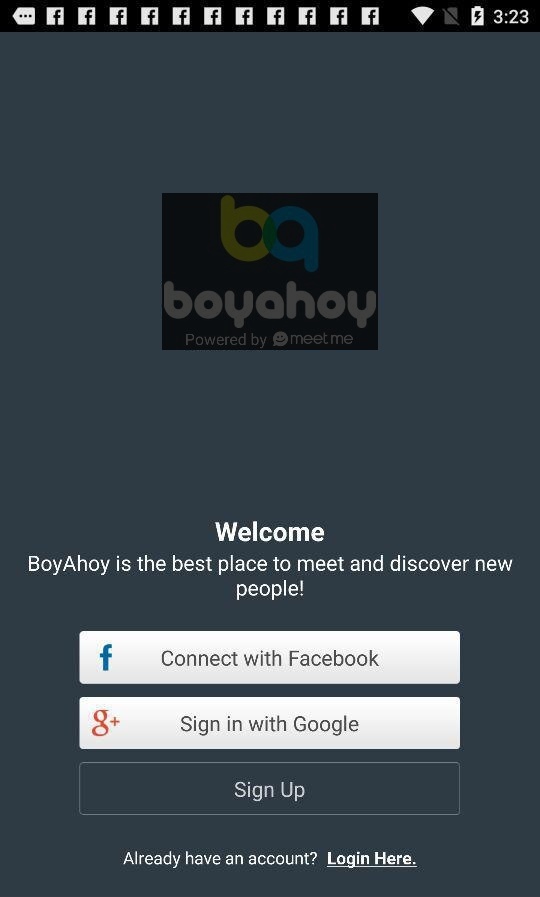 3:23
bq
boyahoy
Powered by meetme
Welcome
BoyAhoy is the best place to meet and discover new
people!
f Connect with Facebook
g+ Sign in with Google
Sign Up
Already have an account? Login Here.